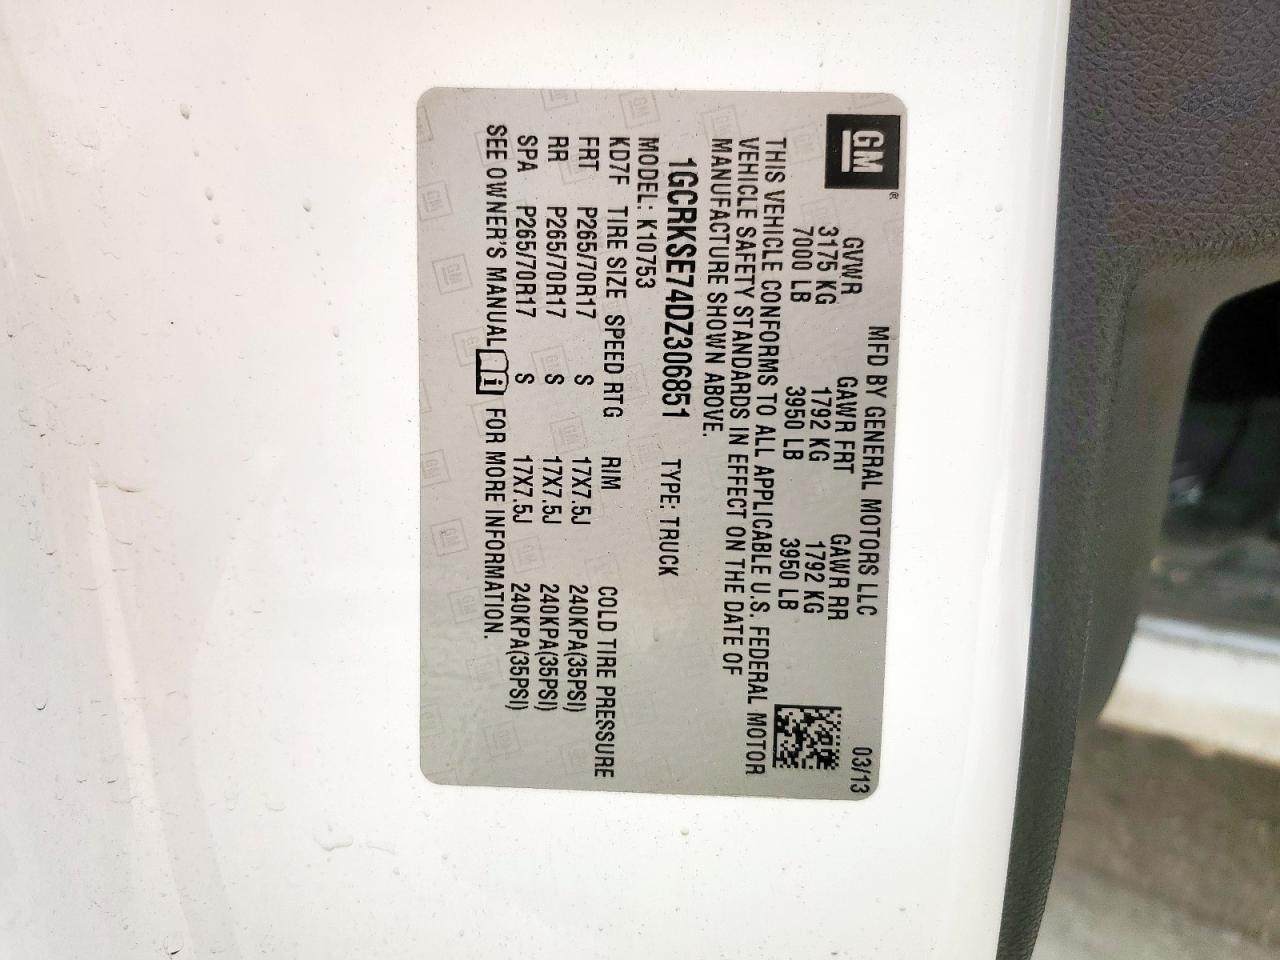 GM ®
MFD BY GENERAL MOTORS LLC 03/13
GVWR GAWR FRT GAWR RR
3175 KG 1792 KG 1792 KG
7000 LB 3950 LB 3950 LB
THIS VEHICLE CONFORMS TO ALL APPLICABLE U.S. FEDERAL MOTOR
VEHICLE SAFETY STANDARDS IN EFFECT ON THE DATE OF
MANUFACTURE SHOWN ABOVE.
1GCRKSE74DZ306851 TYPE: TRUCK
MODEL: K10753
KD7F TIRE SIZE SPEED RTG RIM COLD TIRE PRESSURE
FRT P265/70R17 S 17X7.5J 240KPA(35PSI)
RR P265/70R17 S 17X7.5J 240KPA(35PSI)
SPA P265/70R17 S 17X7.5J 240KPA(35PSI)
SEE OWNER'S MANUAL i FOR MORE INFORMATION.